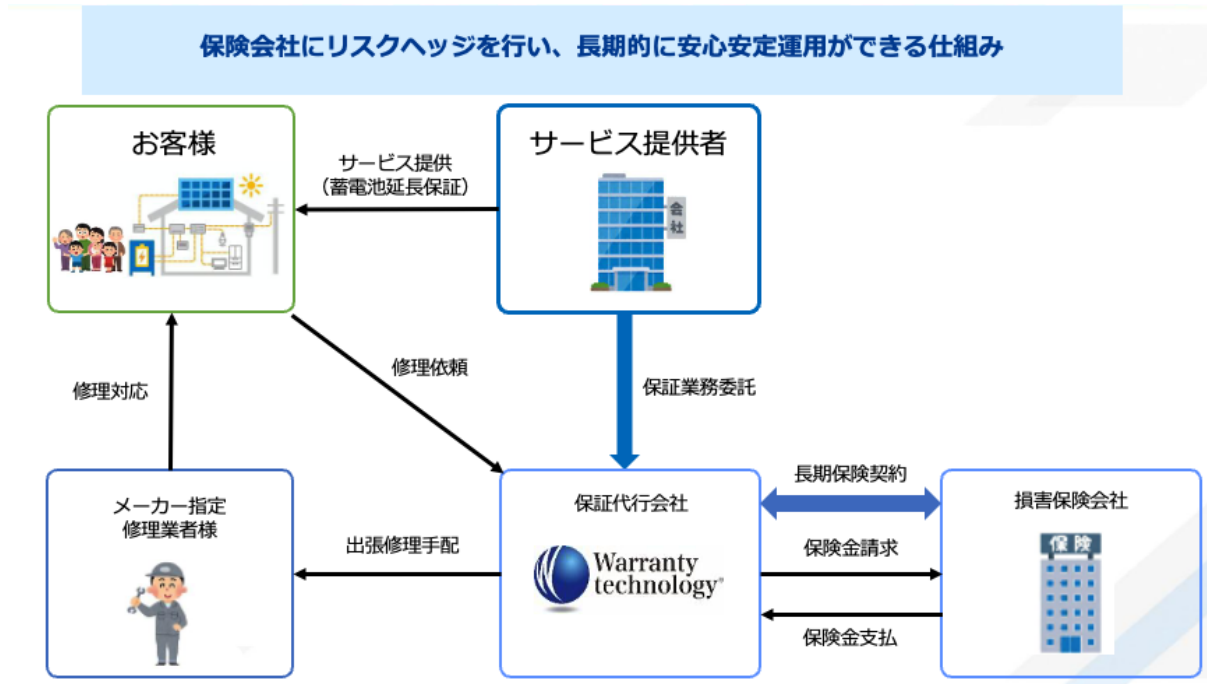 保険会社にリスクヘッジを行い、長期的に安心安定運用ができる仕組み
お客様
サービス提供
（蓄電池延長保証）
サービス提供者
会
社
修理対応
修理依頼
保証業務委託
メーカー指定
修理業者様
出張修理手配
保証代行会社
Warranty
technology®
長期保険契約
保険金請求
保険金支払
損害保険会社
保険